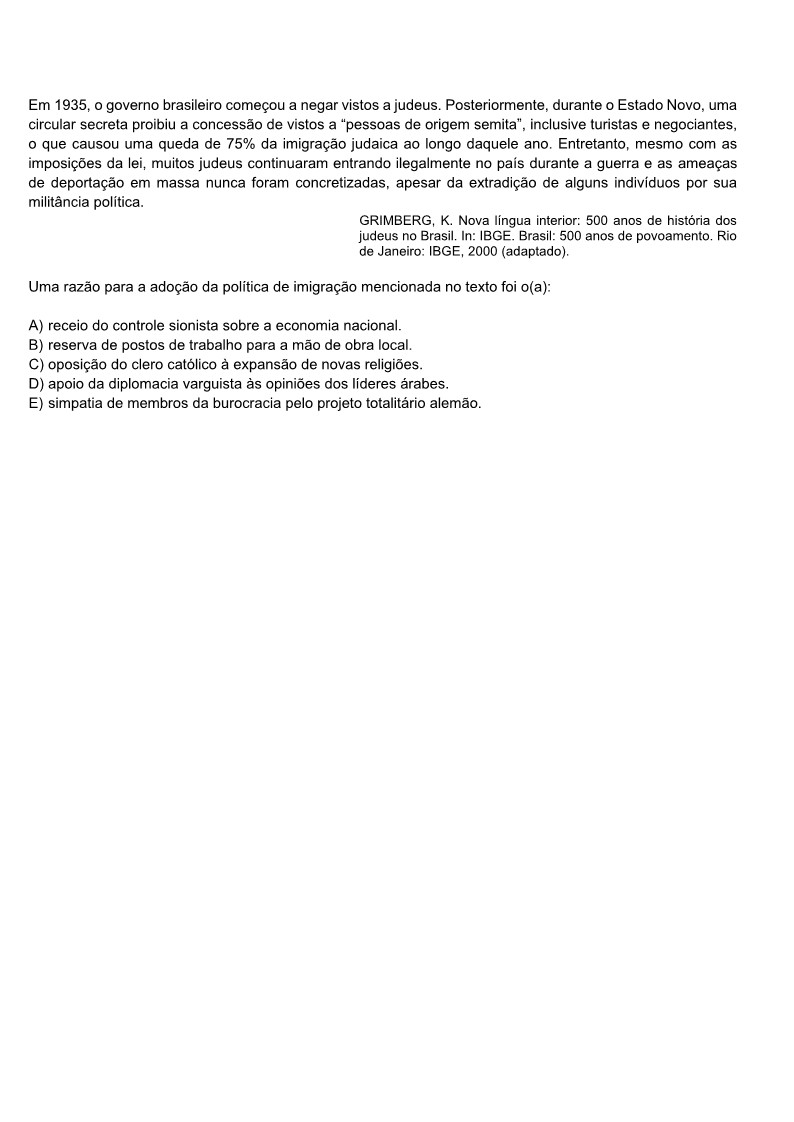 Em 1935, o governo brasileiro começou a negar vistos a judeus. Posteriormente, durante o Estado Novo, uma
circular secreta proibiu a concessão de vistos a “pessoas de origem semita”, inclusive turistas e negociantes,
o que causou uma queda de 75% da imigração judaica ao longo daquele ano. Entretanto, mesmo com as
imposições da lei, muitos judeus continuaram entrando ilegalmente no país durante a guerra e as ameaças
de deportação em massa nunca foram concretizadas, apesar da extradição de alguns indivíduos por sua
militância política.
GRIMBERG, K. Nova língua interior: 500 anos de história dos
judeus no Brasil. In: IBGE. Brasil: 500 anos de povoamento. Rio
de Janeiro: IBGE, 2000 (adaptado).
Uma razão para a adoção da política de imigração mencionada no texto foi o(a):
A) receio do controle sionista sobre a economia nacional.
B) reserva de postos de trabalho para a mão de obra local.
C) oposição do clero católico à expansão de novas religiões.
D) apoio da diplomacia varguista às opiniões dos líderes árabes.
E) simpatia de membros da burocracia pelo projeto totalitário alemão.